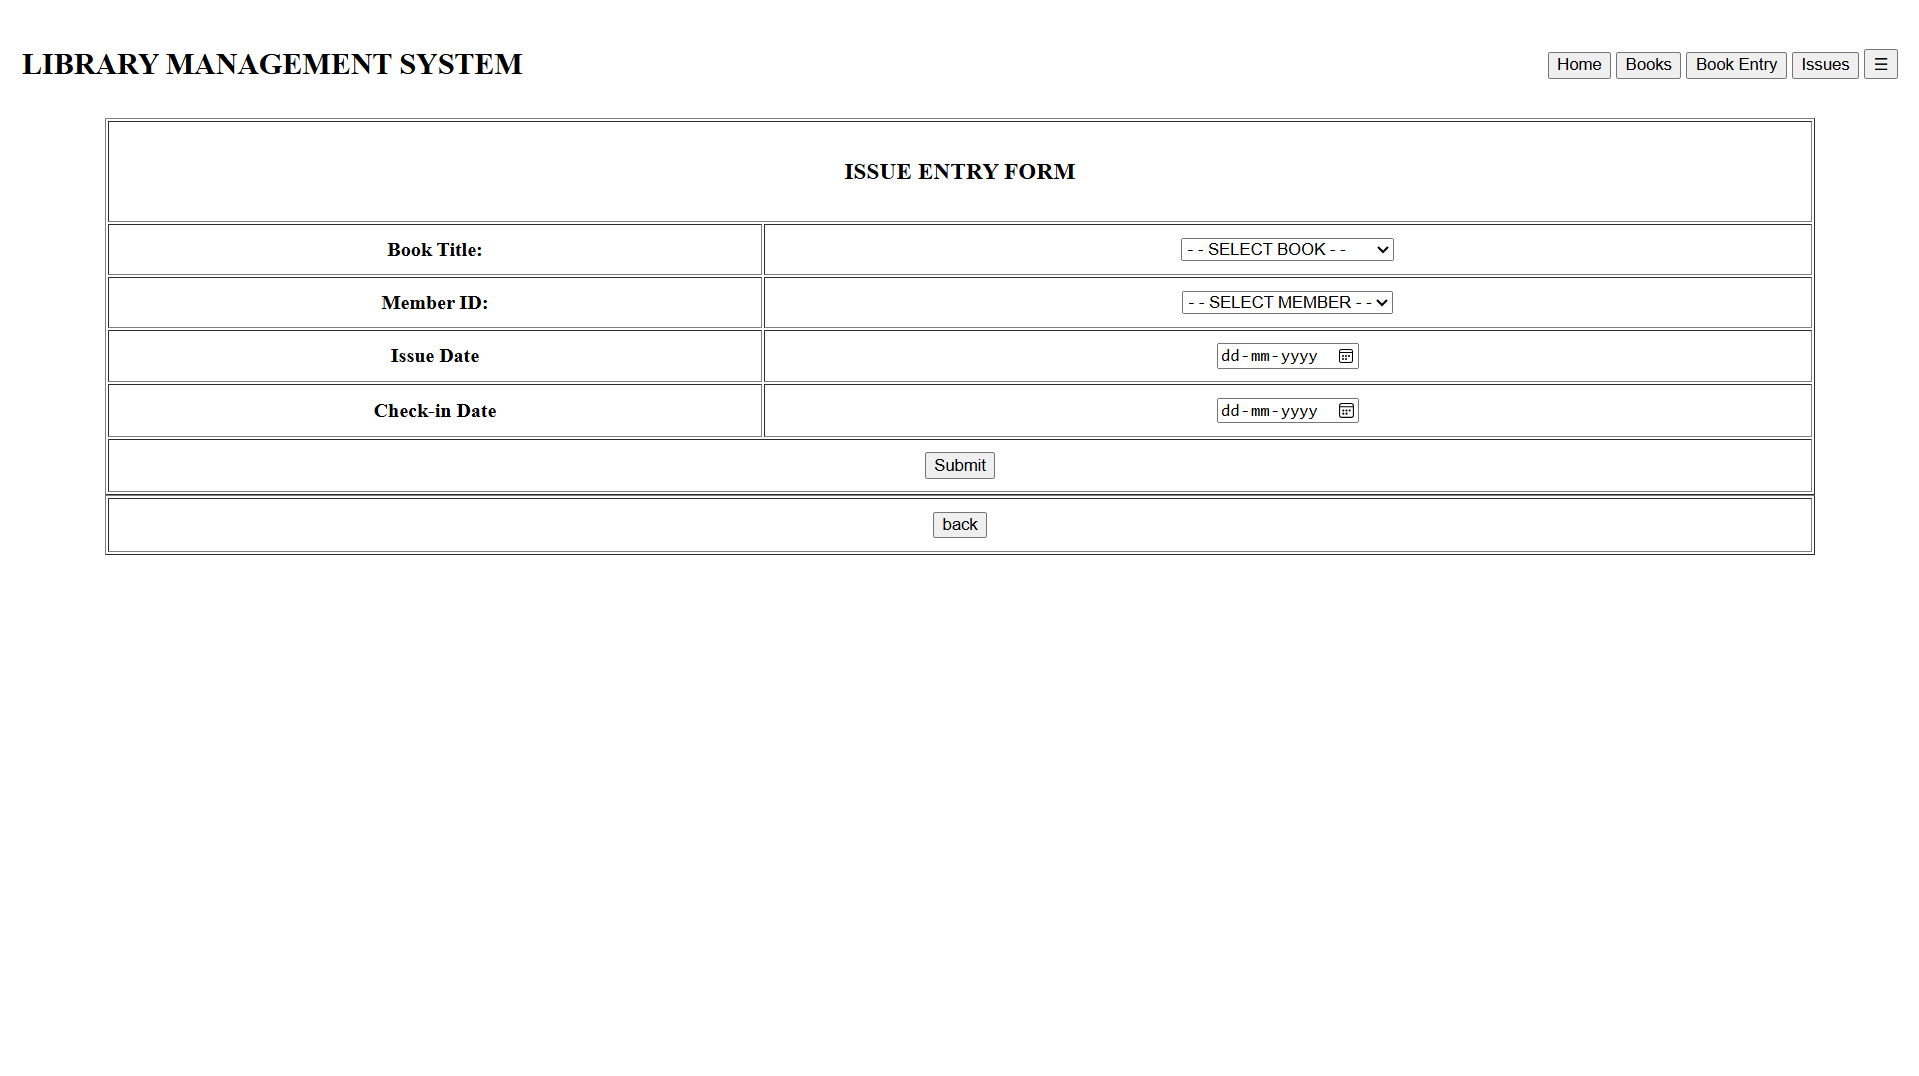 LIBRARY MANAGEMENT SYSTEM
Home Books Book Entry Issues ☰
ISSUE ENTRY FORM
Book Title: - - SELECT BOOK - -
Member ID: - - SELECT MEMBER - -
Issue Date dd-mm-yyyy
Check-in Date dd-mm-yyyy
Submit
back